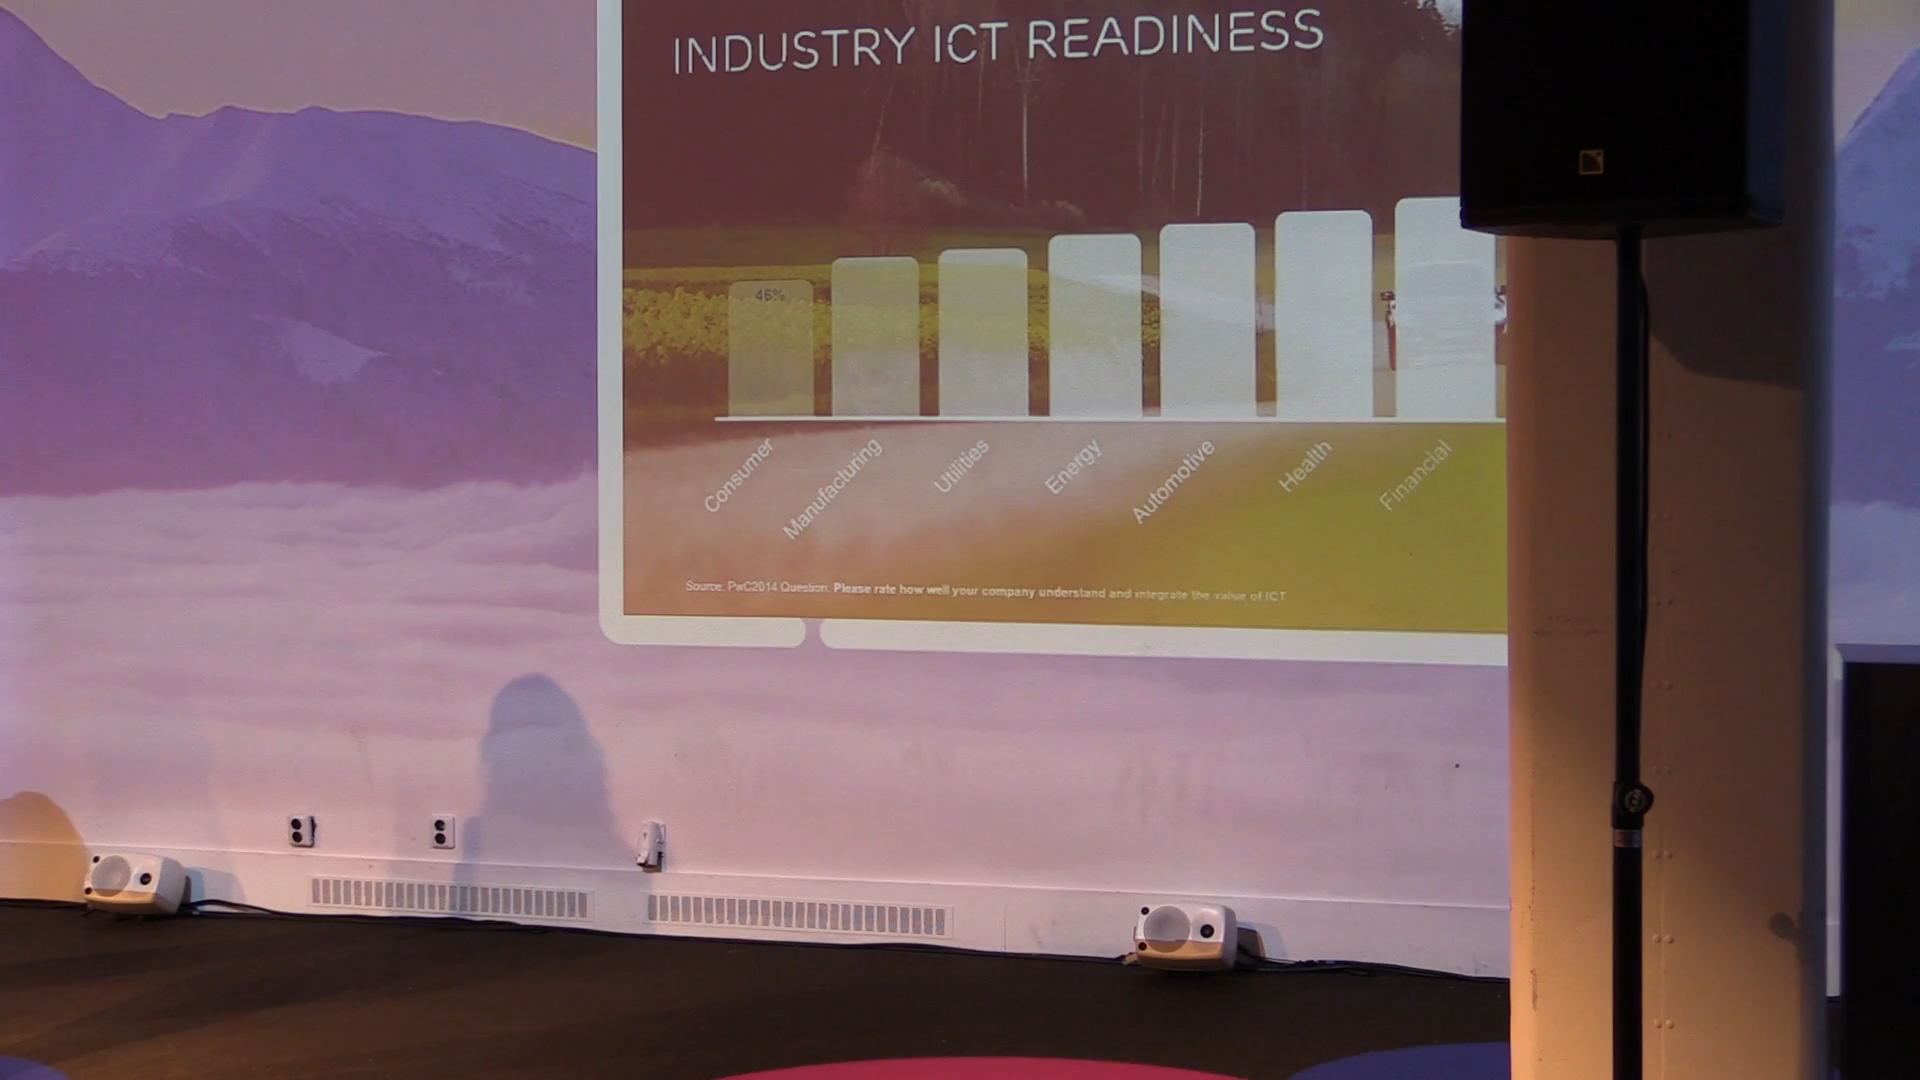 INDUSTRY ICT READINESS
46%
Consumer
Manufacturing
Utilities
Energy
Automotive
Health
Financial
Source: PwC2014 Question. Please rate how well your company understand and integrate the value of ICT